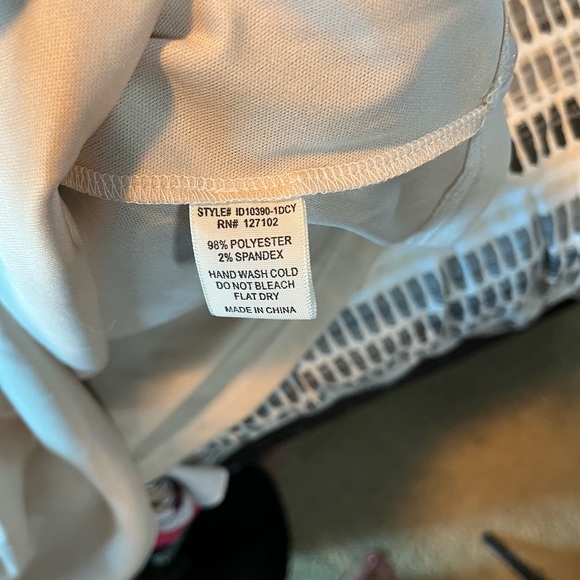 STYLE# ID10390-1DCY
RN# 127102
98% POLYESTER
2% SPANDEX
HAND WASH COLD
DO NOT BLEACH
FLAT DRY
MADE IN CHINA